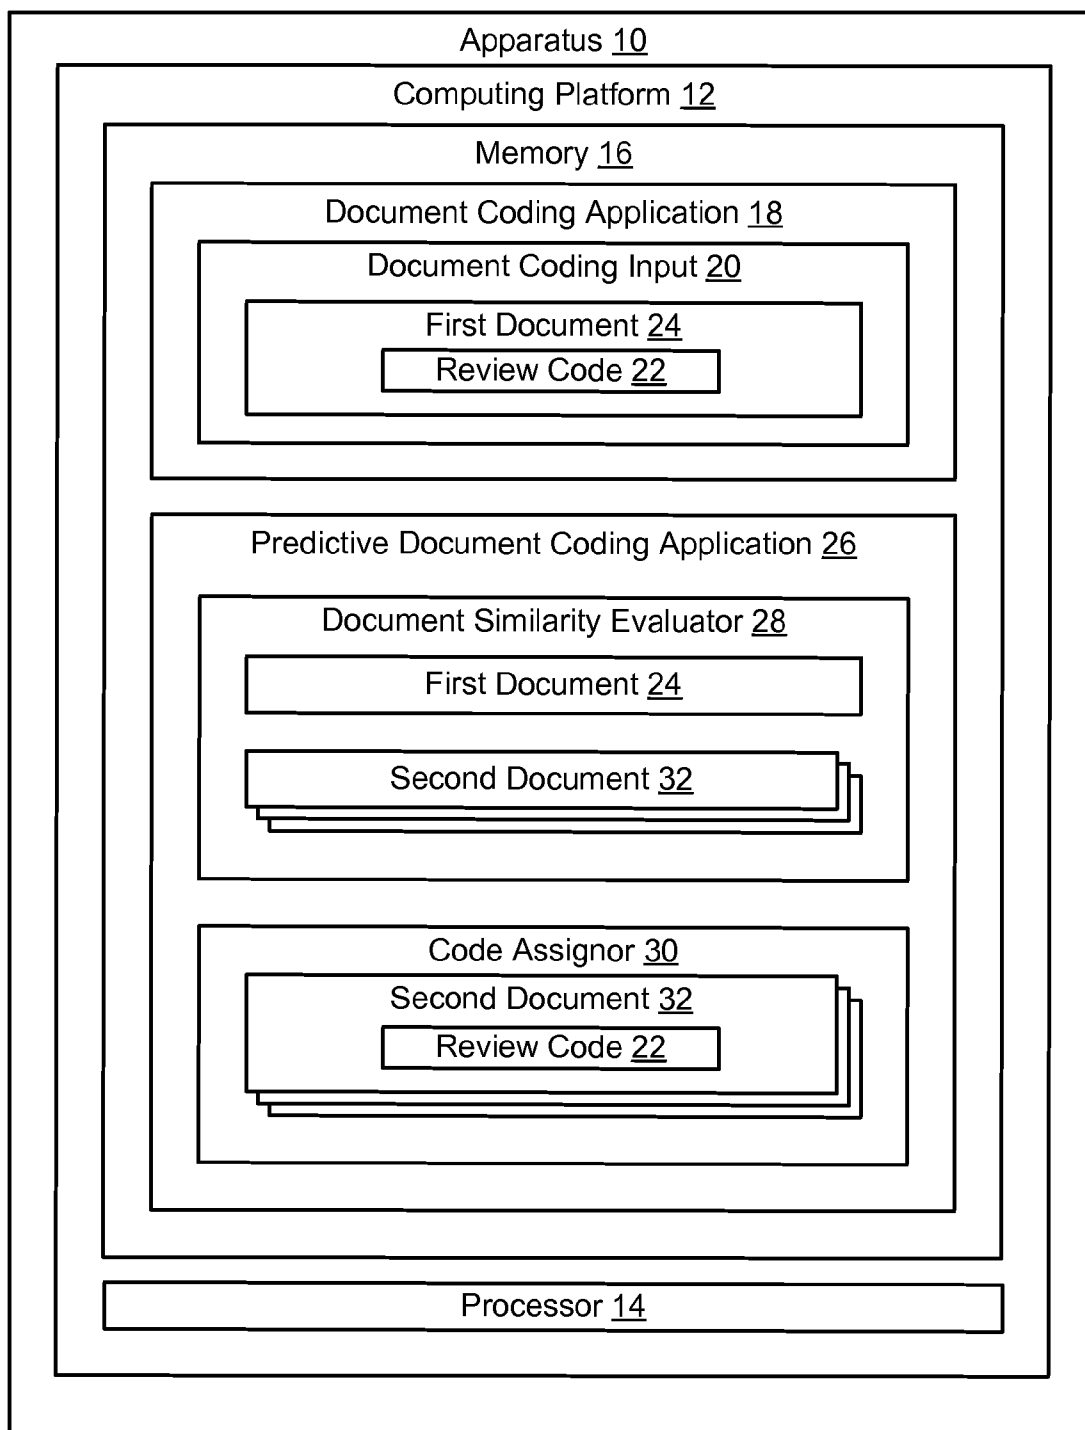 Apparatus 10
Computing Platform 12
Memory 16
Document Coding Application 18
Document Coding Input 20
First Document 24
Review Code 22
Predictive Document Coding Application 26
Document Similarity Evaluator 28
First Document 24
Second Document 32
Code Assignor 30
Second Document 32
Review Code 22
Processor 14